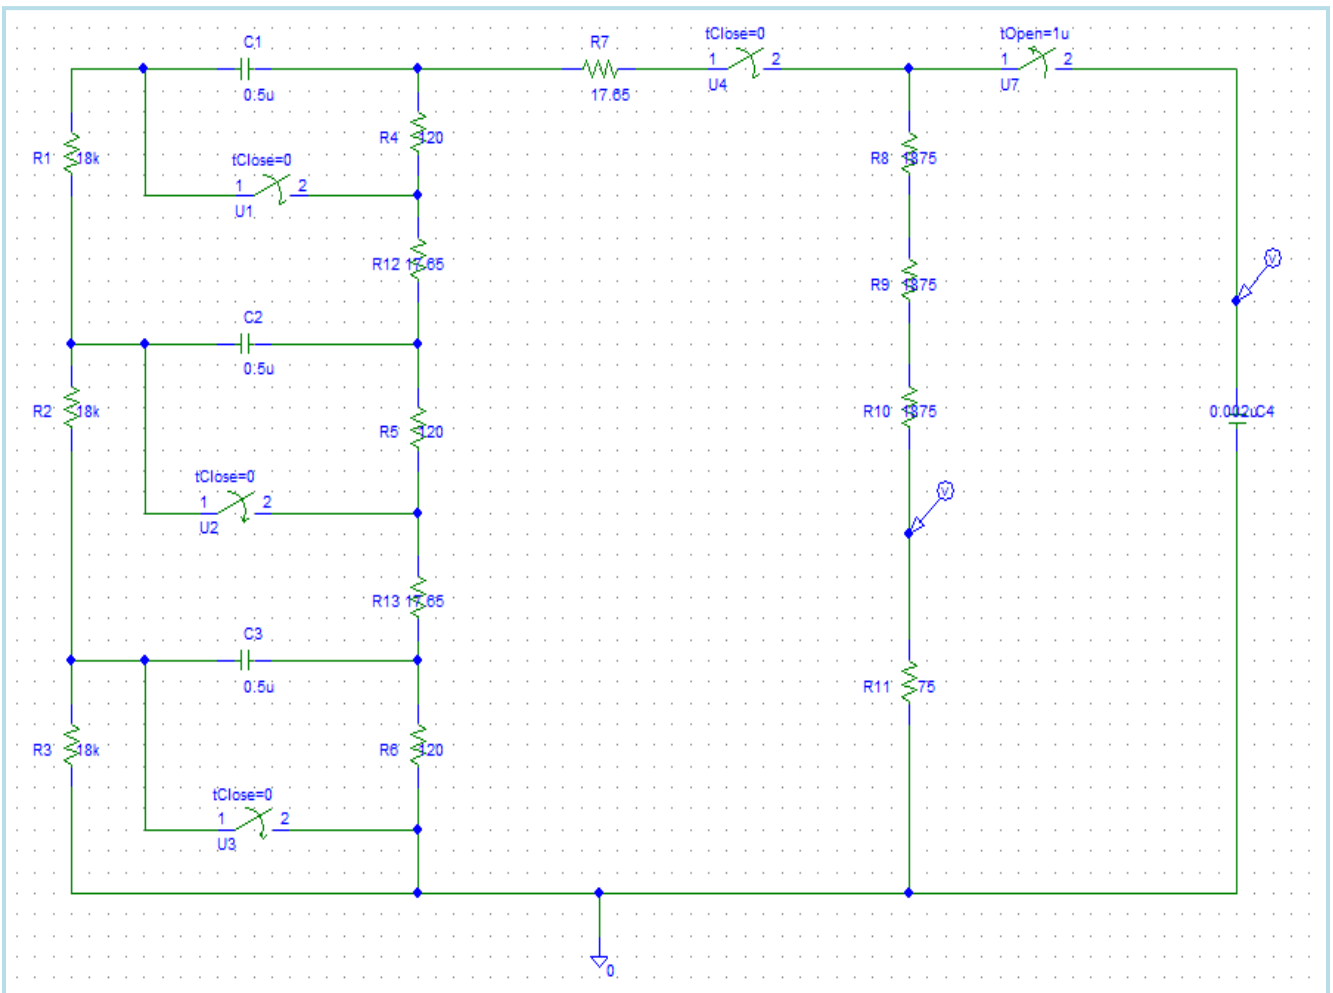 C1
0.5u
R7
17.65
tClose=0
1 2
U4
tOpen=1u
1 2
U7
R1 18k
R4 120
tClose=0
1 2
U1
R8 1875
R12 17.65
R9 1875
V
C2
0.5u
R2 18k
R5 120
R10 1875
0.002u C4
tClose=0
1 2
U2
V
R13 17.65
C3
0.5u
R11 75
R3 18k
R6 120
tClose=0
1 2
U3
0